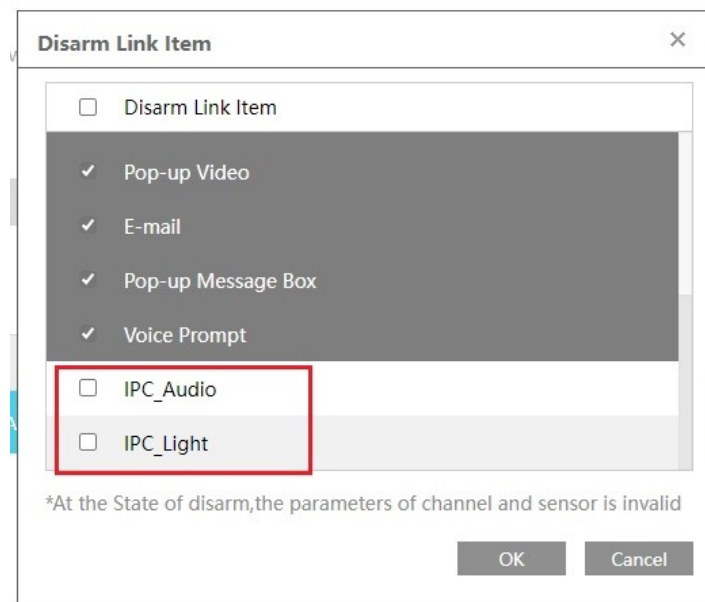 Disarm Link Item
Disarm Link Item
Pop-up Video
E-mail
Pop-up Message Box
Voice Prompt
IPC_Audio
IPC_Light
*At the State of disarm,the parameters of channel and sensor is invalid
OK Cancel